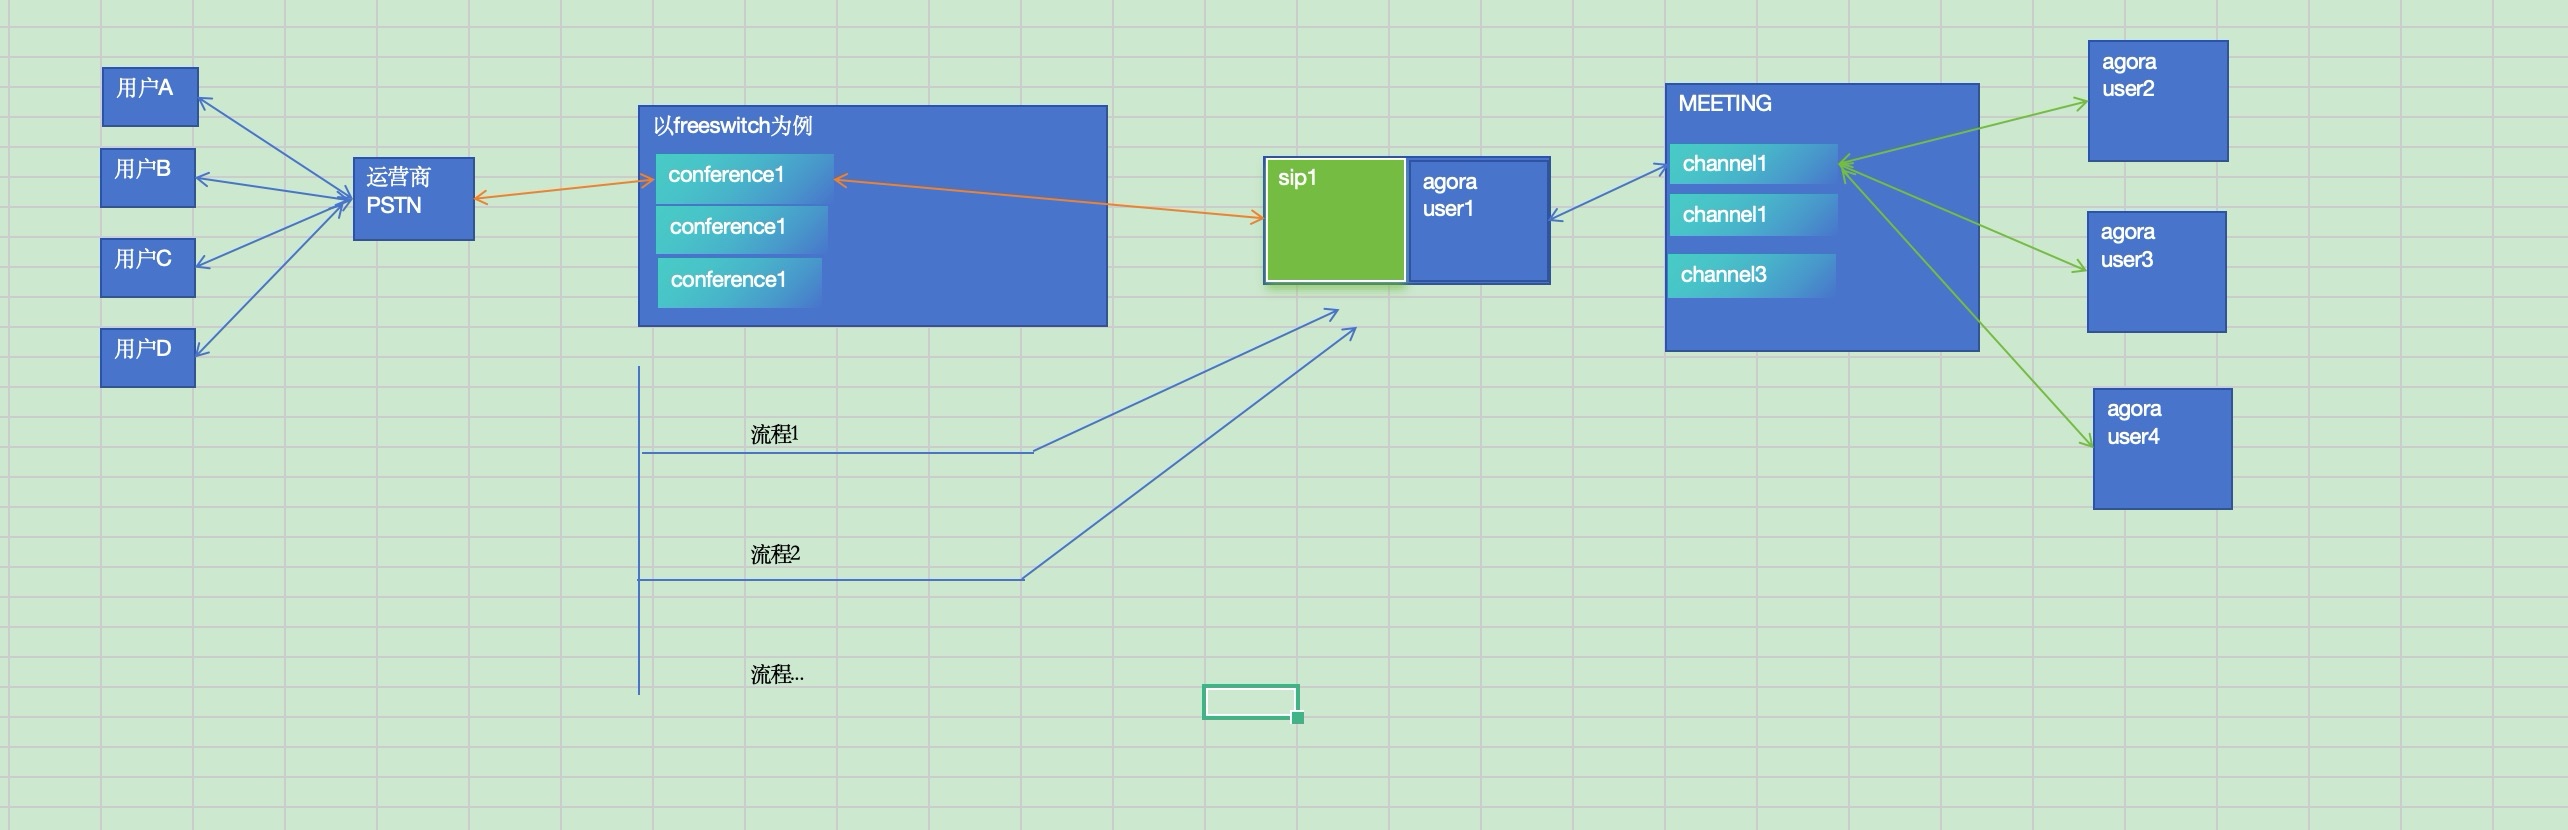 用户A
用户B
用户C
用户D
运营商
PSTN
以freeswitch为例
conference1
conference1
conference1
sip1
agora
user1
MEETING
channel1
channel1
channel3
agora
user2
agora
user3
agora
user4
流程1
流程2
流程...